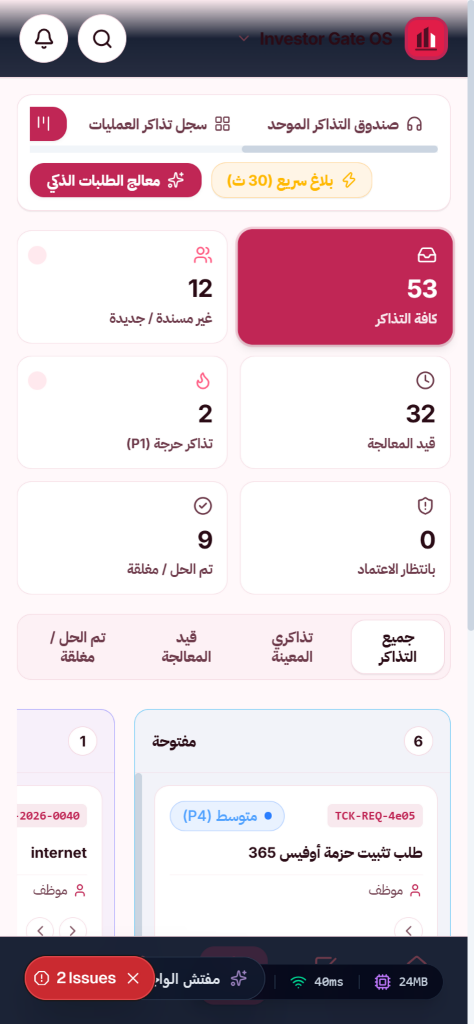 Investor Gate OS
صندوق التذاكر الموحد
سجل تذاكر العمليات
بلاغ سريع (30 ث)
معالج الطلبات الذكي
53
كافة التذاكر
12
غير مسندة / جديدة
32
قيد المعالجة
2
تذاكر حرجة (P1)
0
بانتظار الاعتماد
9
تم الحل / مغلقة
جميع التذاكر
تذاكري المعينة
قيد المعالجة
تم الحل / مغلقة
مفتوحة
6
TCK-REQ-4e05
متوسط (P4)
طلب تثبيت حزمة أوفيس 365
موظف
1
-2026-0040
internet
موظف
2 Issues
مفتش
40ms
24MB